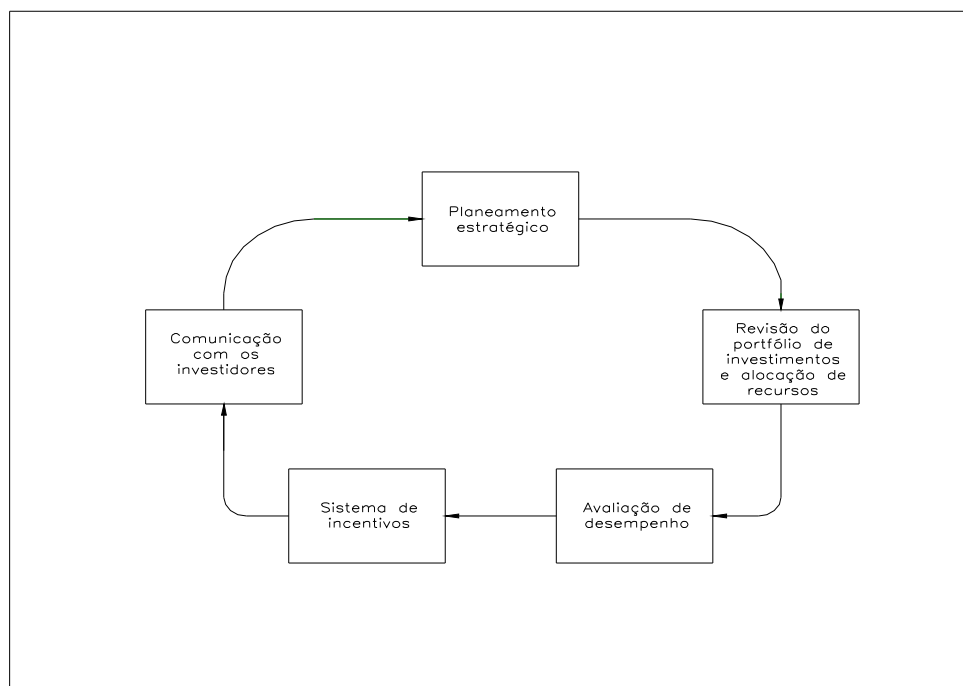 Planeamento
estratégico
Revisão do
portfólio de
investimentos
e alocação de
recursos
Avaliação de
desempenho
Sistema de
incentivos
Comunicação
com os
investidores